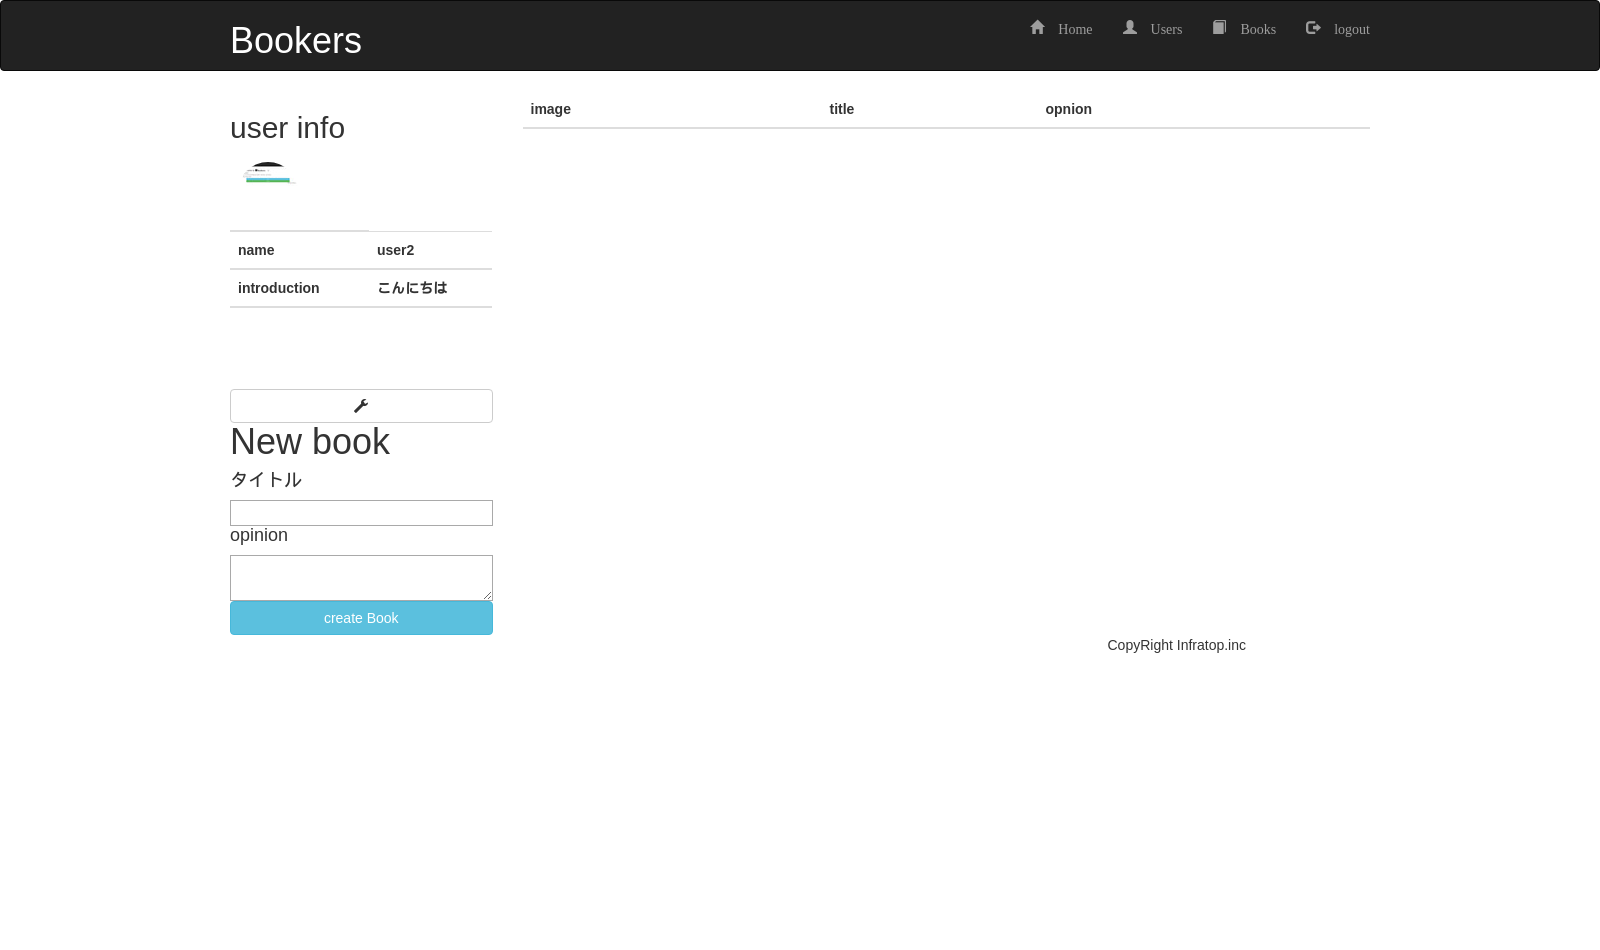 Bookers
Home Users Books logout
user info
name user2
introduction こんにちは
New book
タイトル
opinion
create Book
image title opnion
CopyRight Infratop.inc